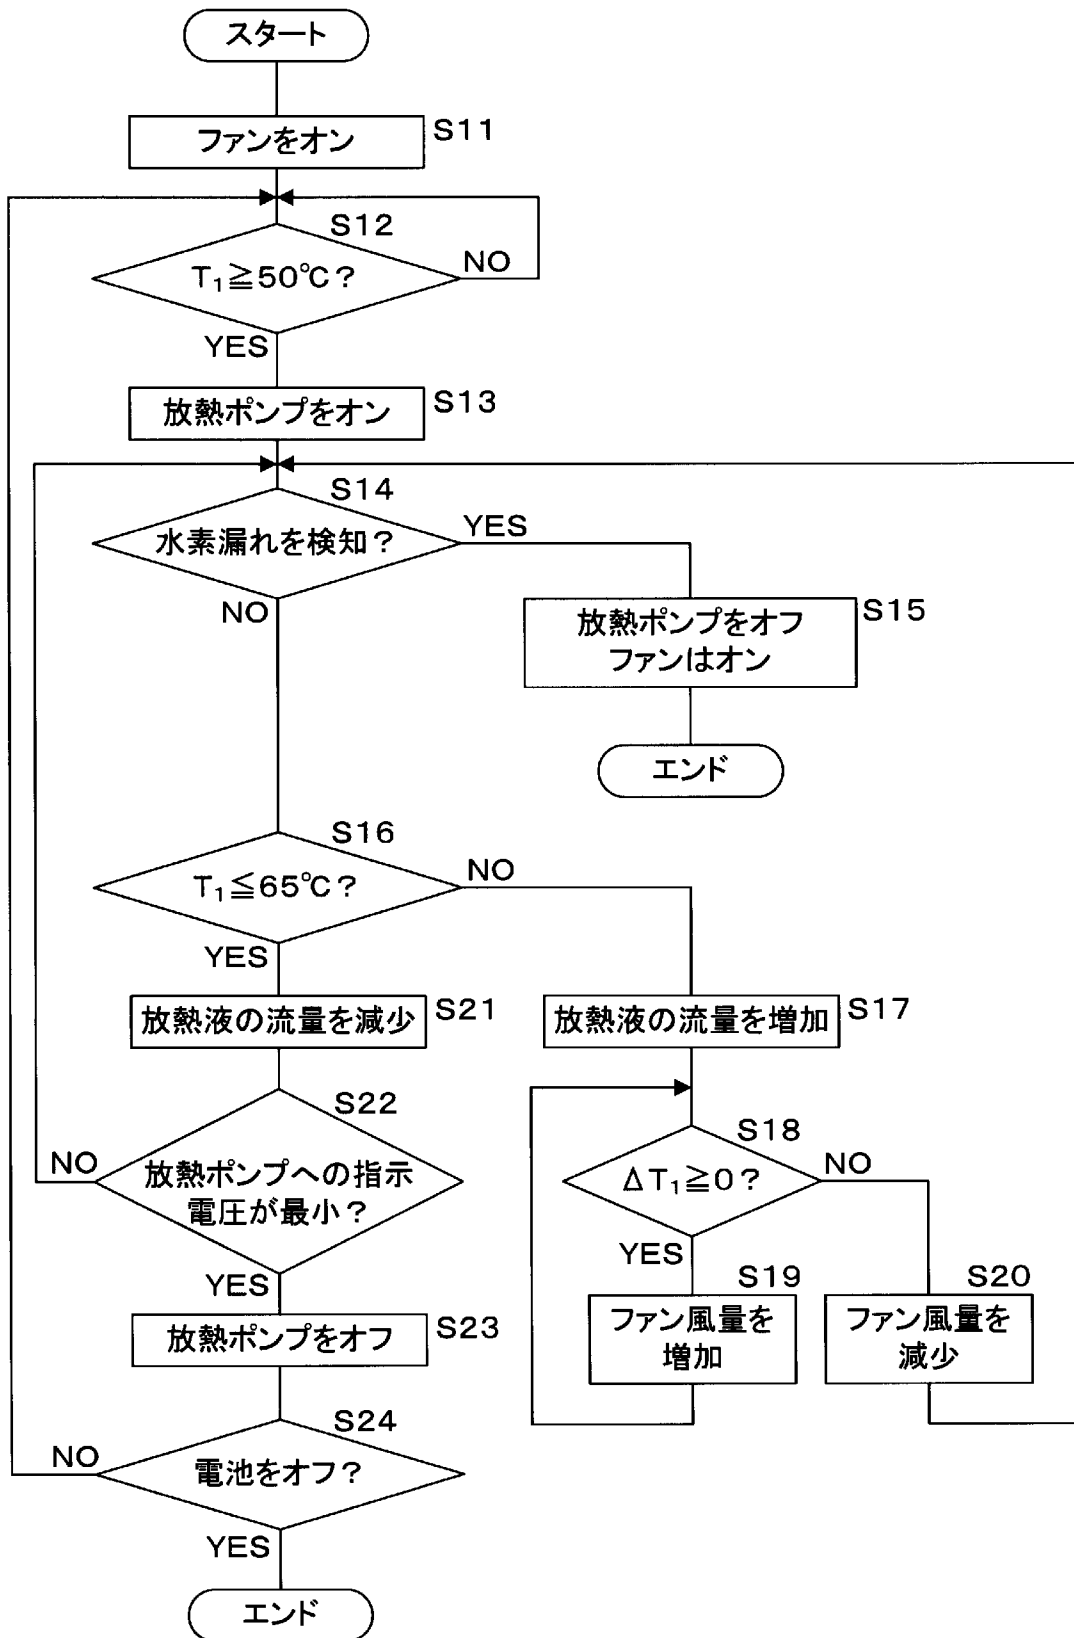 スタート
ファンをオン
S11
S12
T₁≧50℃?
NO
YES
放熱ポンプをオン
S13
S14
水素漏れを検知?
YES
NO
放熱ポンプをオフ
ファンはオン
S15
エンド
S16
T₁≦65℃?
NO
YES
放熱液の流量を減少
S21
放熱液の流量を増加
S17
S22
放熱ポンプへの指示
電圧が最小?
NO
YES
S18
ΔT₁≧0?
NO
YES
S19
ファン風量を
増加
S20
ファン風量を
減少
放熱ポンプをオフ
S23
S24
電池をオフ?
NO
YES
エンド